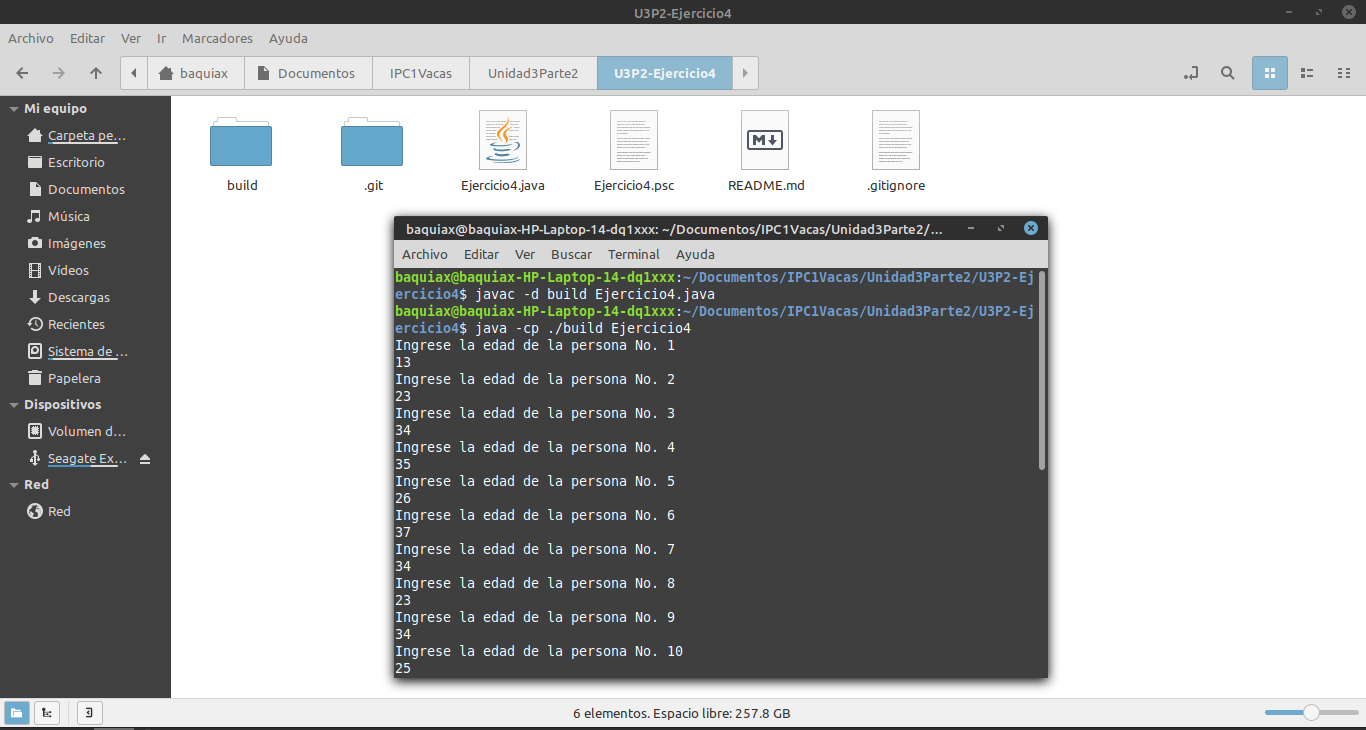 U3P2-Ejercicio4
Archivo Editar Ver Ir Marcadores Ayuda
baquiax Documentos IPC1Vacas Unidad3Parte2 U3P2-Ejercicio4
Mi equipo
Carpeta pe...
Escritorio
Documentos
Música
Imágenes
Vídeos
Descargas
Recientes
Sistema de ...
Papelera
Dispositivos
Volumen d...
Seagate Ex...
Red
Red
build .git Ejercicio4.java Ejercicio4.psc README.md .gitignore
baquiax@baquiax-HP-Laptop-14-dq1xxx: ~/Documentos/IPC1Vacas/Unidad3Parte2/...
Archivo Editar Ver Buscar Terminal Ayuda
baquiax@baquiax-HP-Laptop-14-dq1xxx:~/Documentos/IPC1Vacas/Unidad3Parte2/U3P2-Ej
ercicio4$ javac -d build Ejercicio4.java
baquiax@baquiax-HP-Laptop-14-dq1xxx:~/Documentos/IPC1Vacas/Unidad3Parte2/U3P2-Ej
ercicio4$ java -cp ./build Ejercicio4
Ingrese la edad de la persona No. 1
13
Ingrese la edad de la persona No. 2
23
Ingrese la edad de la persona No. 3
34
Ingrese la edad de la persona No. 4
35
Ingrese la edad de la persona No. 5
26
Ingrese la edad de la persona No. 6
37
Ingrese la edad de la persona No. 7
34
Ingrese la edad de la persona No. 8
23
Ingrese la edad de la persona No. 9
34
Ingrese la edad de la persona No. 10
25
6 elementos. Espacio libre: 257.8 GB